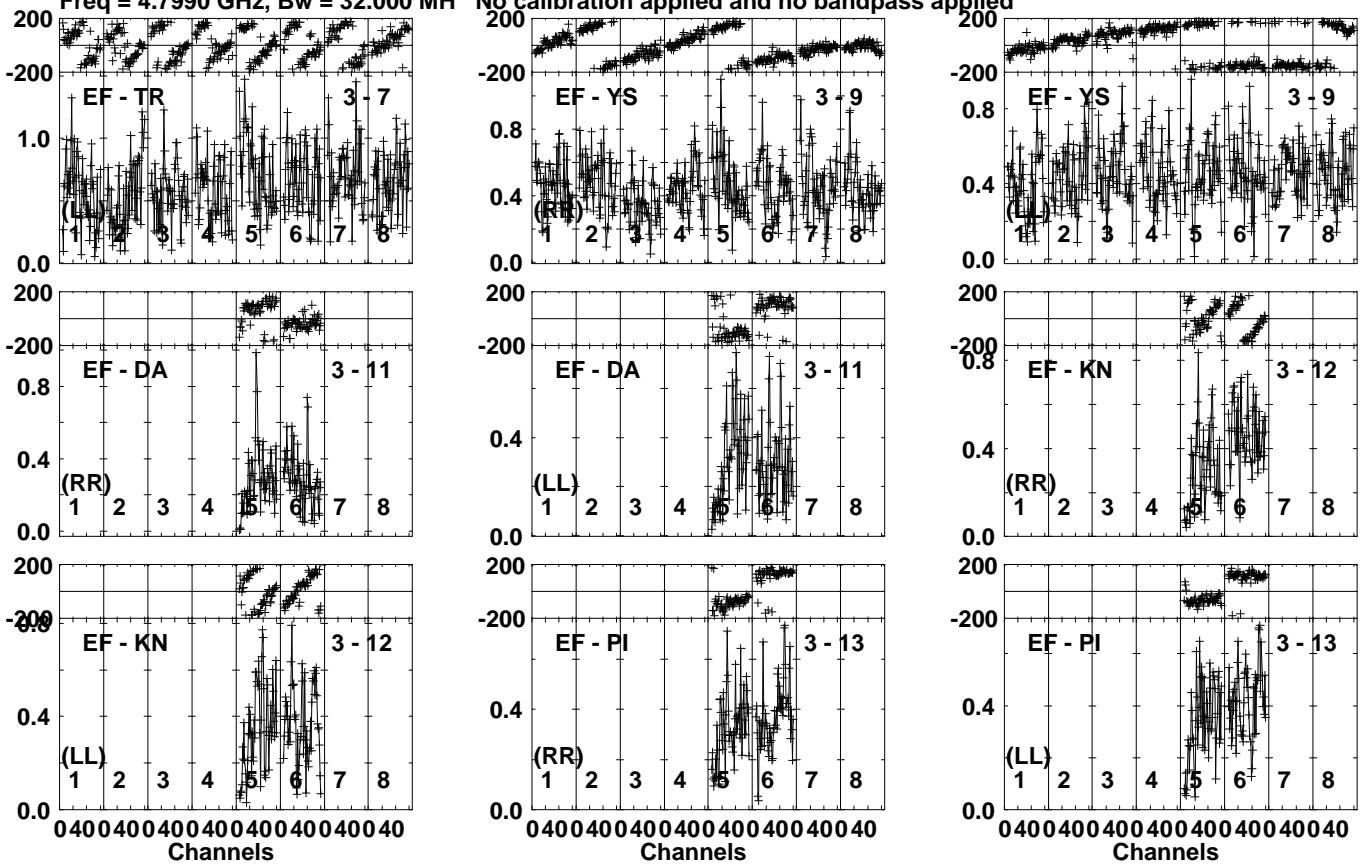 Freq = 4.7990 GHz, Bw = 32.000 MH No calibration applied and no bandpass applied
200 200 200
-200 -200 -200
EF - TR 3 - 7 EF - YS 3 - 9 EF - YS 3 - 9
1.0 0.8 0.8
0.4 0.4
(LL) (RR) (LL)
1 2 3 4 5 6 7 8 1 2 3 4 5 6 7 8 1 2 3 4 5 6 7 8
0.0 0.0 0.0
200 200 200
-200 -200 -200
EF - DA 3 - 11 EF - DA 3 - 11 EF - KN 3 - 12
0.8 0.8
0.4 0.4 0.4
(RR) (LL) (RR)
1 2 3 4 5 6 7 8 1 2 3 4 5 6 7 8 1 2 3 4 5 6 7 8
0.0 0.0 0.0
200 200 200
-200 -200 -200
0.8
EF - KN 3 - 12 EF - PI 3 - 13 EF - PI 3 - 13
0.4 0.4 0.4
(LL) (RR) (LL)
1 2 3 4 5 6 7 8 1 2 3 4 5 6 7 8 1 2 3 4 5 6 7 8
0.0 0.0 0.0
0 40 0 40 0 40 0 40 0 40 0 40 0 40 0 40 0 40 0 40 0 40 0 40 0 40 0 40 0 40 0 40 0 40 0 40 0 40 0 40 0 40 0 40 0 40 0 40
Channels Channels Channels